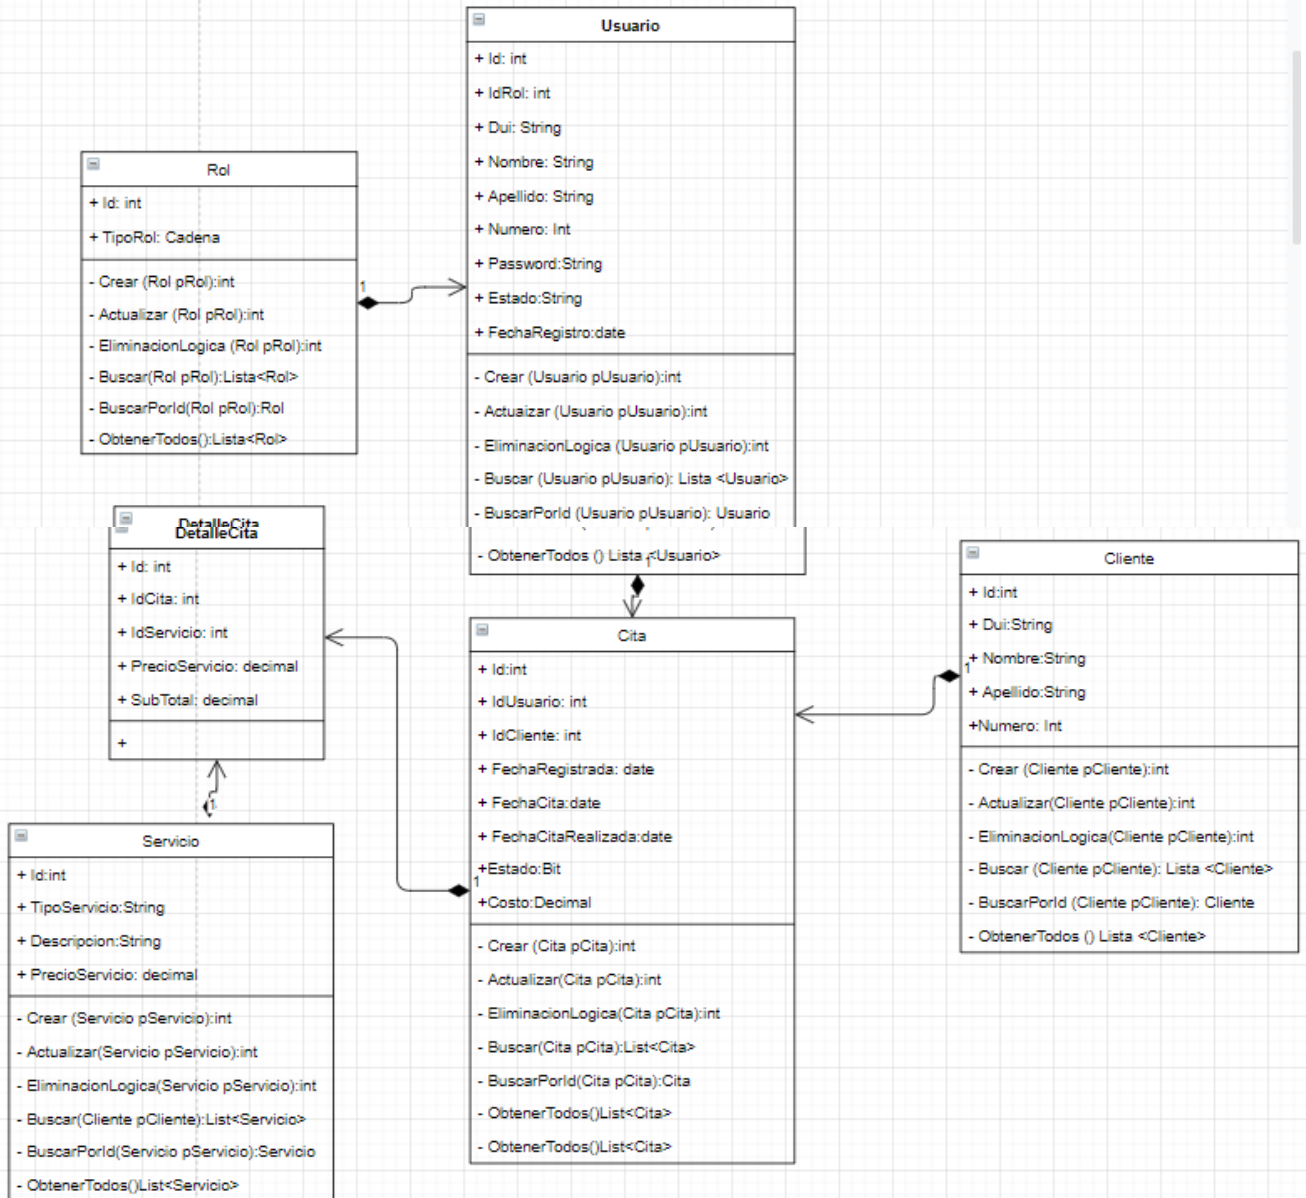 Usuario
+ Id: int
+ IdRol: int
+ Dui: String
+ Nombre: String
+ Apellido: String
+ Numero: Int
+ Password:String
+ Estado:String
+ FechaRegistro:date
- Crear (Usuario pUsuario):int
- Actuaizar (Usuario pUsuario):int
- EliminacionLogica (Usuario pUsuario):int
- Buscar (Usuario pUsuario): Lista <Usuario>
- BuscarPorId (Usuario pUsuario): Usuario
- ObtenerTodos () Lista <Usuario>
1
Rol
+ Id: int
+ TipoRol: Cadena
- Crear (Rol pRol):int
- Actualizar (Rol pRol):int
- EliminacionLogica (Rol pRol):int
- Buscar(Rol pRol):Lista<Rol>
- BuscarPorId(Rol pRol):Rol
- ObtenerTodos():Lista<Rol>
1
DetalleCita
DetalleCita
+ Id: int
+ IdCita: int
+ IdServicio: int
+ PrecioServicio: decimal
+ SubTotal: decimal
+
1
Cita
+ Id:int
+ IdUsuario: int
+ IdCliente: int
+ FechaRegistrada: date
+ FechaCita:date
+ FechaCitaRealizada:date
+Estado:Bit
1
+Costo:Decimal
- Crear (Cita pCita):int
- Actualizar(Cita pCita):int
- EliminacionLogica(Cita pCita):int
- Buscar(Cita pCita):List<Cita>
- BuscarPorId(Cita pCita):Cita
- ObtenerTodos()List<Cita>
- ObtenerTodos()List<Cita>
Cliente
+ Id:int
+ Dui:String
+ Nombre:String
1
+ Apellido:String
+Numero: Int
- Crear (Cliente pCliente):int
- Actualizar(Cliente pCliente):int
- EliminacionLogica(Cliente pCliente):int
- Buscar (Cliente pCliente): Lista <Cliente>
- BuscarPorId (Cliente pCliente): Cliente
- ObtenerTodos () Lista <Cliente>
Servicio
+ Id:int
+ TipoServicio:String
+ Descripcion:String
+ PrecioServicio: decimal
- Crear (Servicio pServicio):int
- Actualizar(Servicio pServicio):int
- EliminacionLogica(Servicio pServicio):int
- Buscar(Cliente pCliente):List<Servicio>
- BuscarPorId(Servicio pServicio):Servicio
- ObtenerTodos()List<Servicio>